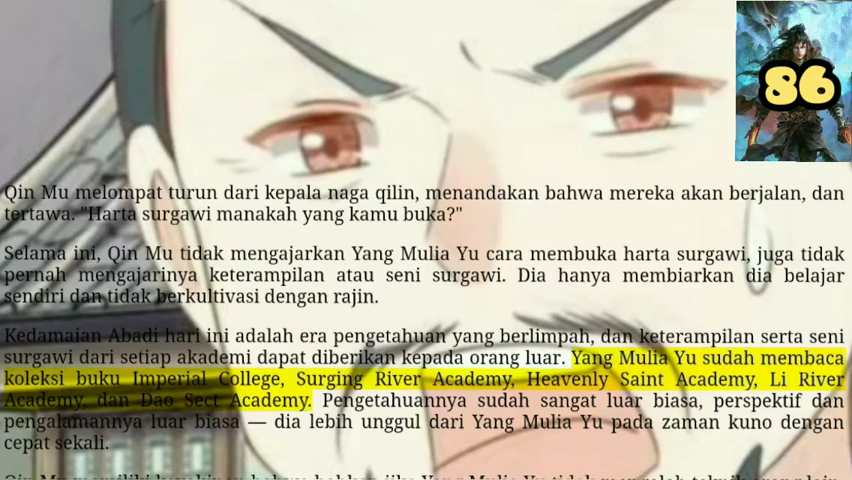 86
Qin Mu melompat turun dari kepala naga qilin, menandakan bahwa mereka akan berjalan, dan
tertawa. "Harta surgawi manakah yang kamu buka?"
Selama ini, Qin Mu tidak mengajarkan Yang Mulia Yu cara membuka harta surgawi, juga tidak
pernah mengajarinya keterampilan atau seni surgawi. Dia hanya membiarkan dia belajar
sendiri dan tidak berkultivasi dengan rajin.
Kedamaian Abadi hari ini adalah era pengetahuan yang berlimpah, dan keterampilan serta seni
surgawi dari setiap akademi dapat diberikan kepada orang luar. Yang Mulia Yu sudah membaca
koleksi buku Imperial College, Surging River Academy, Heavenly Saint Academy, Li River
Academy, dan Dao Sect Academy. Pengetahuannya sudah sangat luar biasa, perspektif dan
pengalamannya luar biasa — dia lebih unggul dari Yang Mulia Yu pada zaman kuno dengan
cepat sekali.